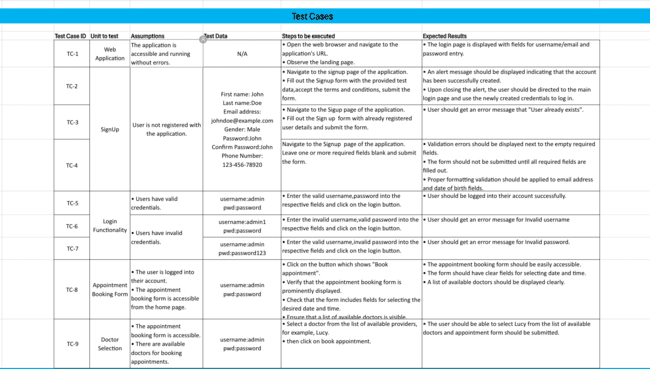 Test Cases
Test Case ID Unit to test Assumptions Test Data Steps to be executed Expected Results
TC-1
Web
Application
The application is
accessible and running
without errors.
N/A
• Open the web browser and navigate to the
application's URL.
• Observe the landing page.
• The login page is displayed with fields for username/email and
password entry.
TC-2
SignUp
User is not registered with
the application.
First name: John
Last name:Doe
Email address:
johndoe@example.com
Gender: Male
Password:John
Confirm Password:John
Phone Number:
123-456-78920
• Navigate to the signup page of the application.
• Fill out the Signup form with the provided test
data,accept the terms and conditions, submit the
form.
• An alert message should be displayed indicating that the account
has been successfully created.
• Upon closing the alert, the user should be directed to the main
login page and use the newly created credentials to log in.
TC-3
• Navigate to the Sigup page of the application.
• Fill out the Sign up form with already registered
user details and submit the form.
• User should get an error message that "User already exists".
TC-4
Navigate to the Signup page of the application.
Leave one or more required fields blank and submit
the form.
• Validation errors should be displayed next to the empty required
fields.
• The form should not be submitted until all required fields are
filled out.
• Proper formatting validation should be applied to email address
and date of birth fields.
TC-5
Login
Functionality
• Users have valid
credentials.
username:admin
pwd:password
• Enter the valid username,password into the
respective fields and click on the login button.
• User should be logged into their account successfully.
TC-6
• Users have invalid
credentials.
username:admin1
pwd:password
• Enter the invalid username,valid password into the
respective fields and click on the login button.
• User should get an error message for Invalid username
TC-7
username:admin
pwd:password123
• Enter the valid username,invalid password into the
respective fields and click on the login button.
• User should get an error message for Invalid password.
TC-8
Appointment
Booking Form
• The user is logged into
their account.
• The appointment
booking form is accessible
from the home page.
username:admin
pwd:password
• Click on the button which shows "Book
appointment".
• Verify that the appointment booking form is
prominently displayed.
• Check that the form includes fields for selecting the
desired date and time.
• Ensure that a list of available doctors is visible.
• The appointment booking form should be easily accessible.
• The form should have clear fields for selecting date and time.
• A list of available doctors should be displayed clearly.
TC-9
Doctor
Selection
• The appointment
booking form is accessible.
• There are available
doctors for booking
appointments.
username:admin
pwd:password
• Select a doctor from the list of available providers,
for example, Lucy.
• then click on book appointment.
• The user should be able to select Lucy from the list of available
doctors and appointment form should be submitted.